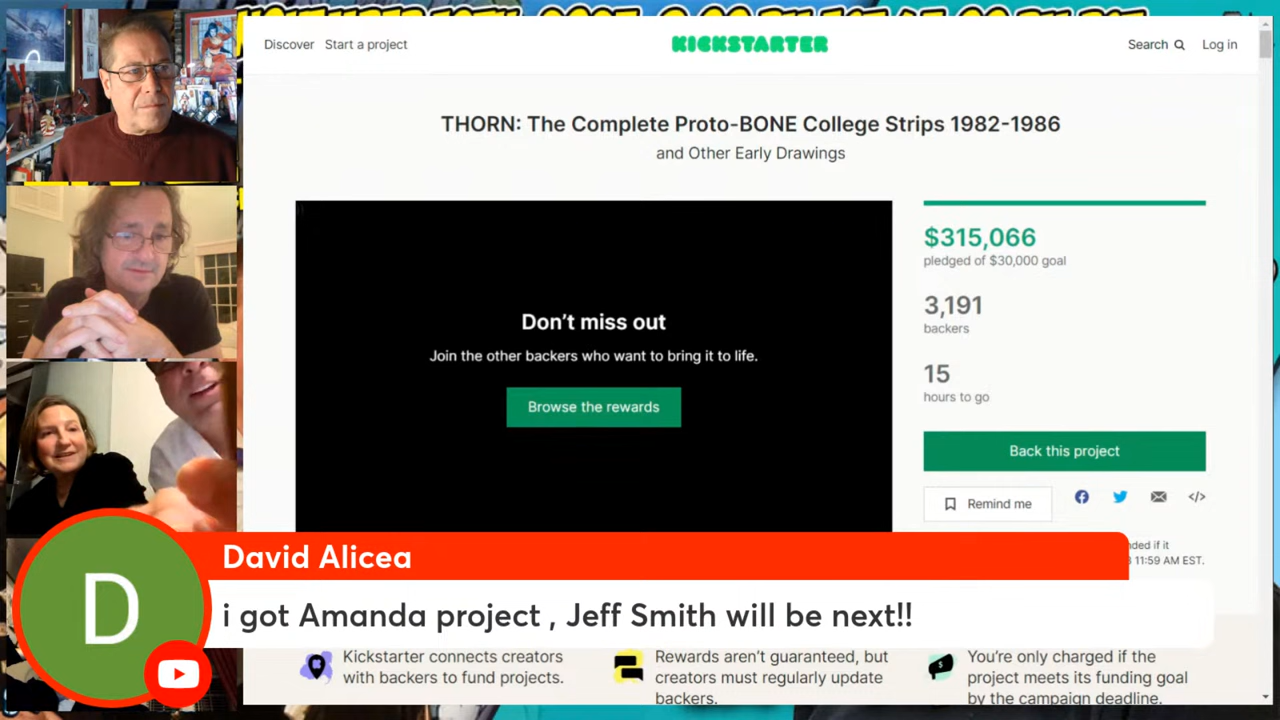 Discover Start a project
KICKSTARTER
Search
Log in
THORN: The Complete Proto-BONE College Strips 1982-1986
and Other Early Drawings
$315,066
pledged of $30,000 goal
3,191
backers
15
hours to go
Don't miss out
Join the other backers who want to bring it to life.
Browse the rewards
Back this project
Remind me
if it
11:59 AM EST.
D
David Alicea
i got Amanda project , Jeff Smith will be next!!
Kickstarter connects creators
with backers to fund projects.
Rewards aren't guaranteed, but
creators must regularly update
backers.
You're only charged if the
project meets its funding goal
by the campaign deadline.